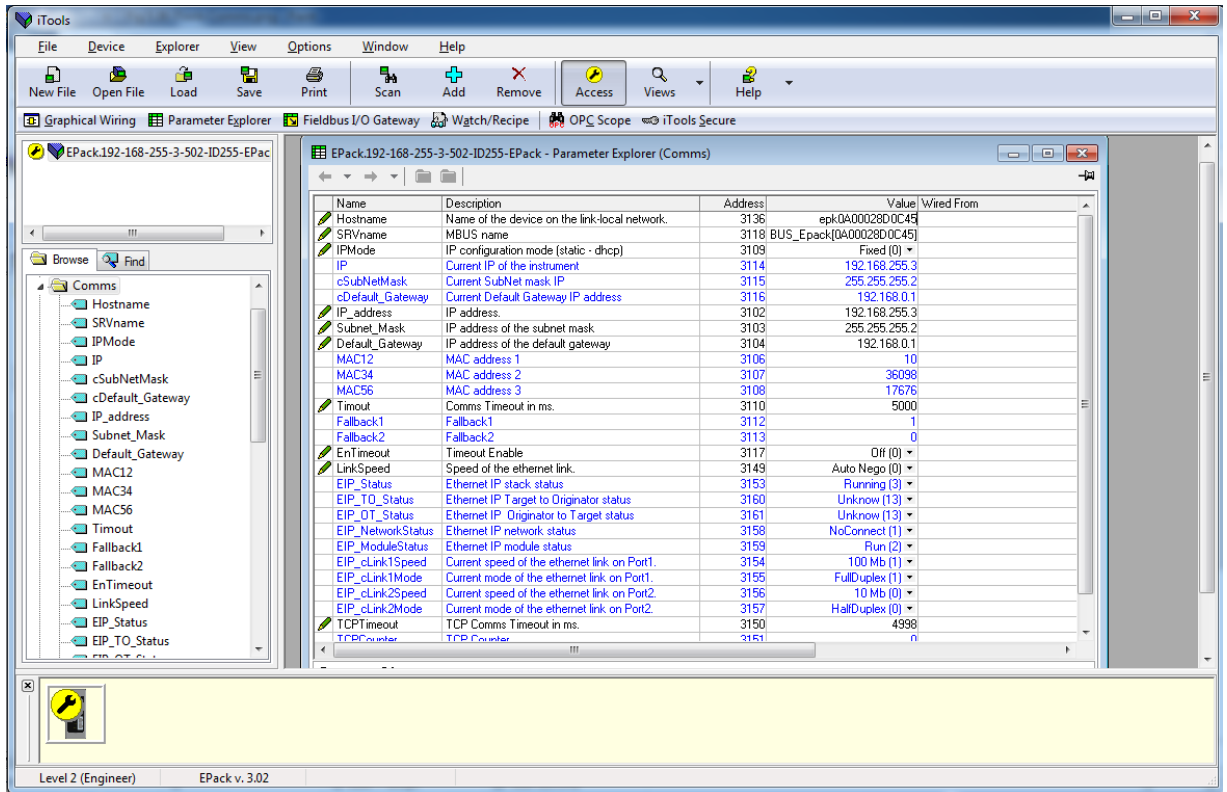 iTools
File Device Explorer View Options Window Help
New File Open File Load Save Print Scan Add Remove Access Views Help
Graphical Wiring Parameter Explorer Fieldbus I/O Gateway Watch/Recipe OPC Scope iTools Secure
EPack.192-168-255-3-502-ID255-EPac
Browse Find
Comms
Hostname
SRVname
IPMode
IP
cSubNetMask
cDefault_Gateway
IP_address
Subnet_Mask
Default_Gateway
MAC12
MAC34
MAC56
Timout
Fallback1
Fallback2
EnTimeout
LinkSpeed
EIP_Status
EIP_TO_Status
EPack.192-168-255-3-502-ID255-EPack - Parameter Explorer (Comms)
Name Description Address Value Wired From
Hostname Name of the device on the link-local network. 3136 epk0A00028D0C45
SRVname MBUS name 3118 BUS_Epack[0A00028D0C45]
IPMode IP configuration mode (static - dhcp) 3109 Fixed (0)
IP Current IP of the instrument 3114 192.168.255.3
cSubNetMask Current SubNet mask IP 3115 255.255.255.2
cDefault_Gateway Current Default Gateway IP address 3116 192.168.0.1
IP_address IP address. 3102 192.168.255.3
Subnet_Mask IP address of the subnet mask 3103 255.255.255.2
Default_Gateway IP address of the default gateway 3104 192.168.0.1
MAC12 MAC address 1 3106 10
MAC34 MAC address 2 3107 36098
MAC56 MAC address 3 3108 17676
Timout Comms Timeout in ms. 3110 5000
Fallback1 Fallback1 3112 1
Fallback2 Fallback2 3113 0
EnTimeout Timeout Enable 3117 Off (0)
LinkSpeed Speed of the ethernet link. 3149 Auto Nego (0)
EIP_Status Ethernet IP stack status 3153 Running (3)
EIP_TO_Status Ethernet IP Target to Originator status 3160 Unknow (13)
EIP_OT_Status Ethernet IP Originator to Target status 3161 Unknow (13)
EIP_NetworkStatus Ethernet IP network status 3158 NoConnect (1)
EIP_ModuleStatus Ethernet IP module status 3159 Run (2)
EIP_cLink1Speed Current speed of the ethernet link on Port1. 3154 100 Mb (1)
EIP_cLink1Mode Current mode of the ethernet link on Port1. 3155 FullDuplex (1)
EIP_cLink2Speed Current speed of the ethernet link on Port2. 3156 10 Mb (0)
EIP_cLink2Mode Current mode of the ethernet link on Port2. 3157 HalfDuplex (0)
TCPTimeout TCP Comms Timeout in ms. 3150 4998
TCPCounter TCP Counter 3151 0
Level 2 (Engineer) EPack v. 3.02